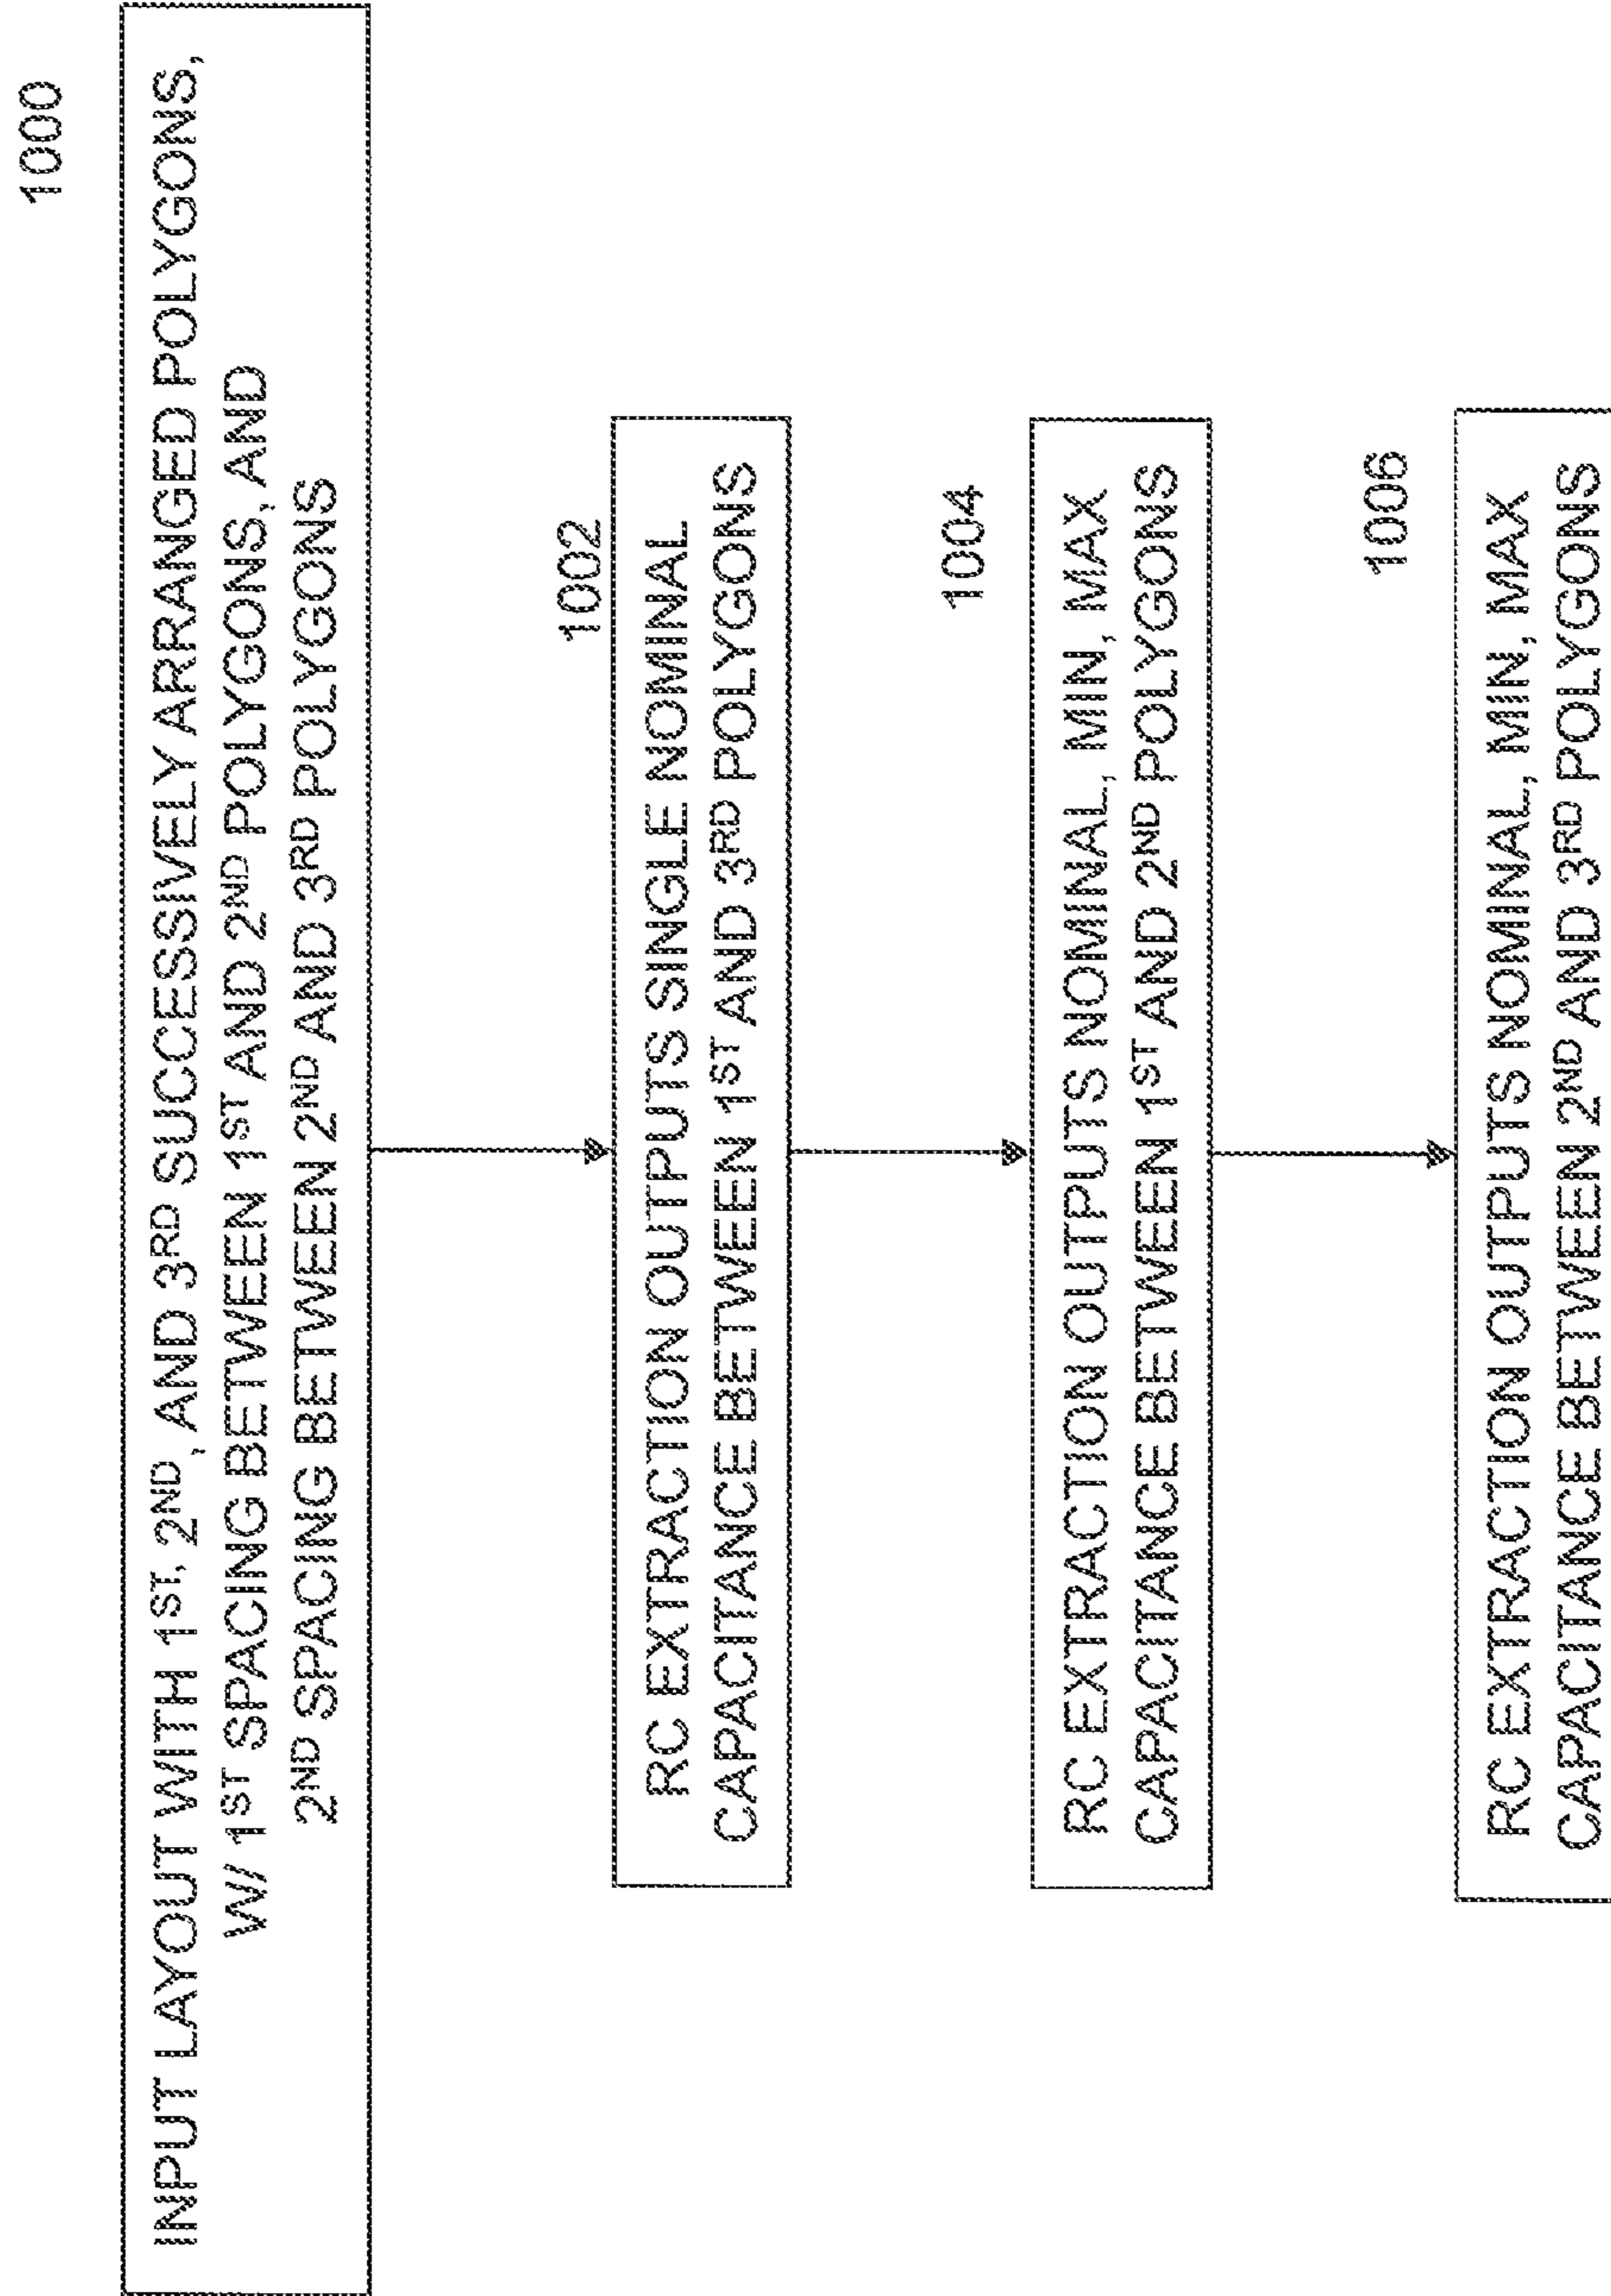 1000
INPUT LAYOUT WITH 1ST, 2ND, AND 3RD SUCCESSIVELY ARRANGED POLYGONS,
W/ 1ST SPACING BETWEEN 1ST AND 2ND POLYGONS, AND
2ND SPACING BETWEEN 2ND AND 3RD POLYGONS
1002
RC EXTRACTION OUTPUTS SINGLE NOMINAL
CAPACITANCE BETWEEN 1ST AND 3RD POLYGONS
1004
RC EXTRACTION OUTPUTS NOMINAL, MIN, MAX
CAPACITANCE BETWEEN 1ST AND 2ND POLYGONS
1006
RC EXTRACTION OUTPUTS NOMINAL, MIN, MAX
CAPACITANCE BETWEEN 2ND AND 3RD POLYGONS